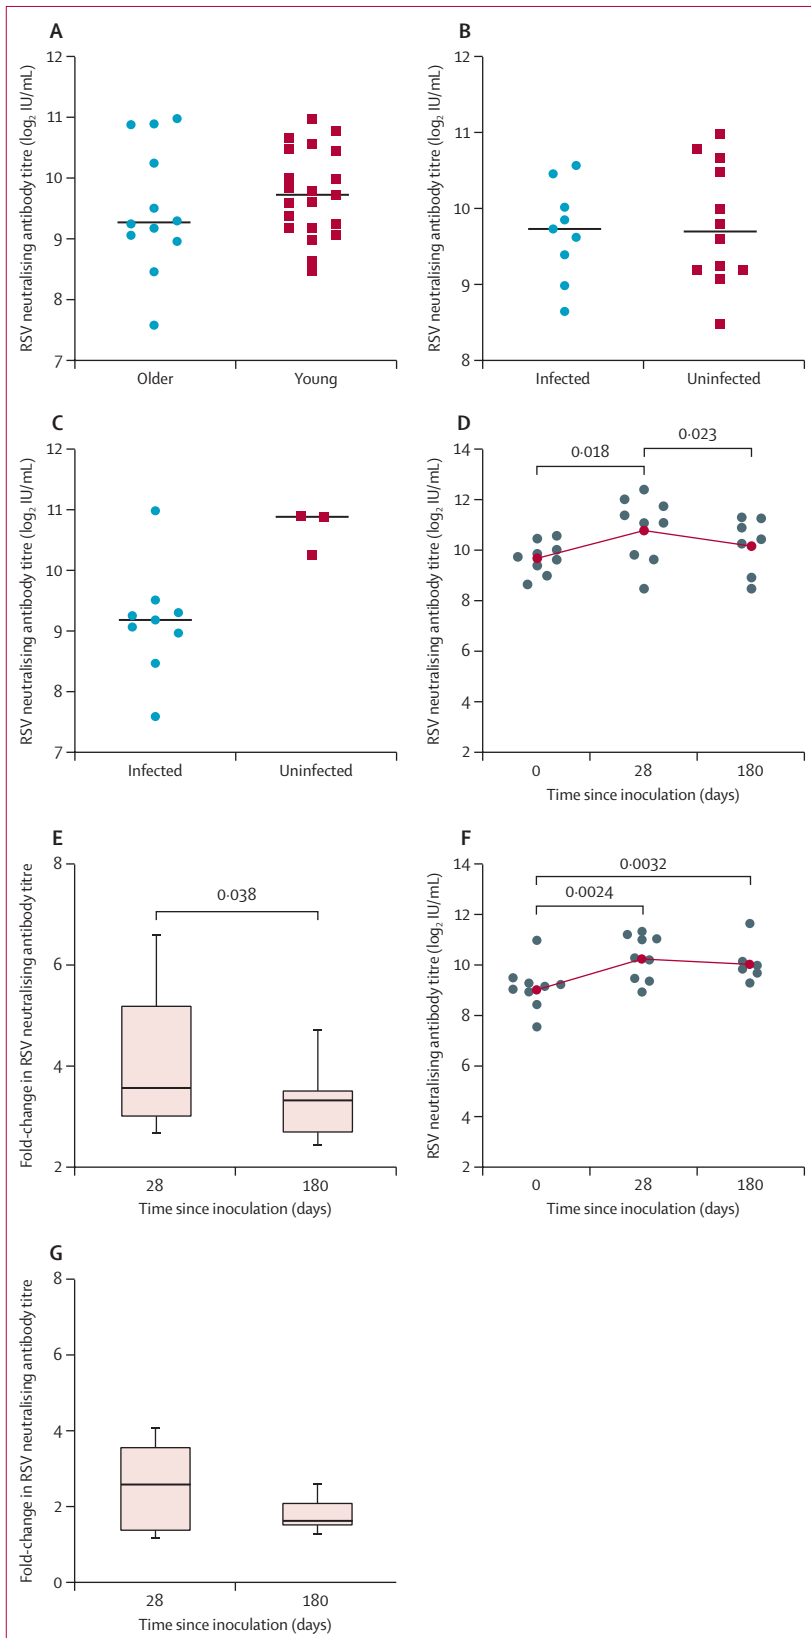 A
RSV neutralising antibody titre (log₂ IU/mL)
12
11
10
9
8
7
Older
Young
B
RSV neutralising antibody titre (log₂ IU/mL)
12
11
10
9
8
Infected
Uninfected
C
RSV neutralising antibody titre (log₂ IU/mL)
12
11
10
9
8
7
Infected
Uninfected
D
RSV neutralising antibody titre (log₂ IU/mL)
14
12
10
8
6
4
2
0·018
0·023
0
28
180
Time since inoculation (days)
E
Fold-change in RSV neutralising antibody titre
8
6
4
2
0·038
28
180
Time since inoculation (days)
F
RSV neutralising antibody titre (log₂ IU/mL)
14
12
10
8
6
4
2
0·0032
0·0024
0
28
180
Time since inoculation (days)
G
Fold-change in RSV neutralising antibody titre
8
6
4
2
0
28
180
Time since inoculation (days)